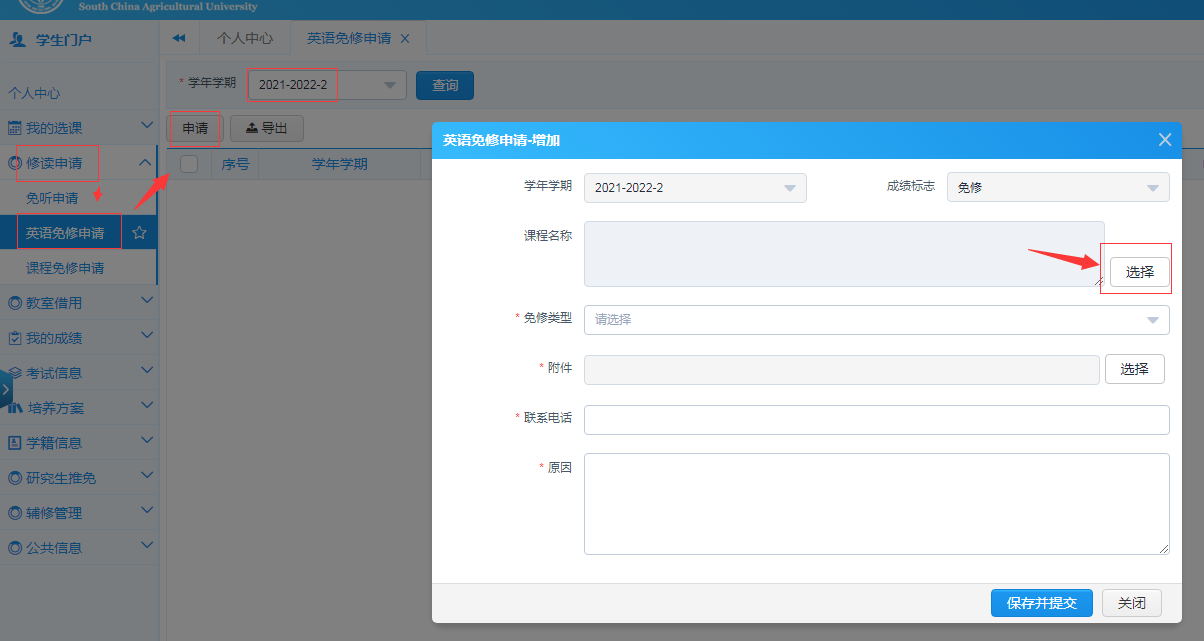 South China Agricultural University
学生门户
个人中心
我的选课
修读申请
免听申请
英语免修申请
课程免修申请
教室借用
我的成绩
考试信息
培养方案
学籍信息
研究生推免
辅修管理
公共信息
个人中心
英语免修申请
* 学年学期
2021-2022-2
查询
申请
导出
序号
学年学期
英语免修申请-增加
学年学期
2021-2022-2
成绩标志
免修
课程名称
选择
* 免修类型
请选择
* 附件
选择
* 联系电话
* 原因
保存并提交
关闭